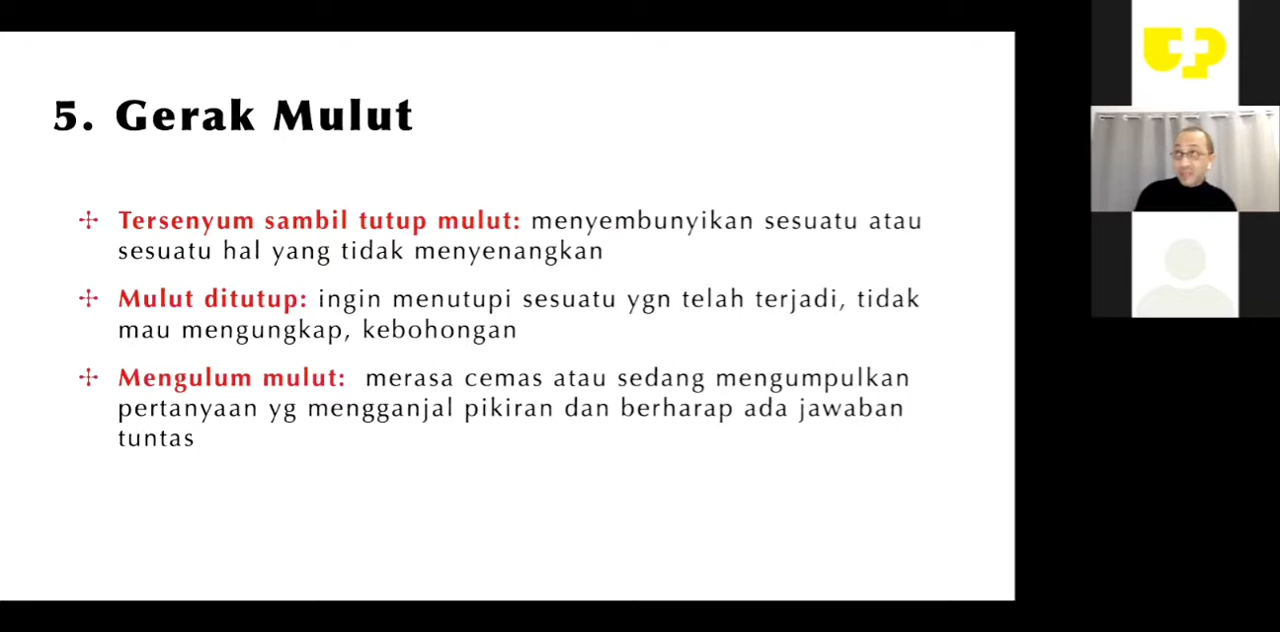 5. Gerak Mulut
Tersenyum sambil tutup mulut: menyembunyikan sesuatu atau
sesuatu hal yang tidak menyenangkan
Mulut ditutup: ingin menutupi sesuatu ygn telah terjadi, tidak
mau mengungkap, kebohongan
Mengulum mulut: merasa cemas atau sedang mengumpulkan
pertanyaan yg mengganjal pikiran dan berharap ada jawaban
tuntas